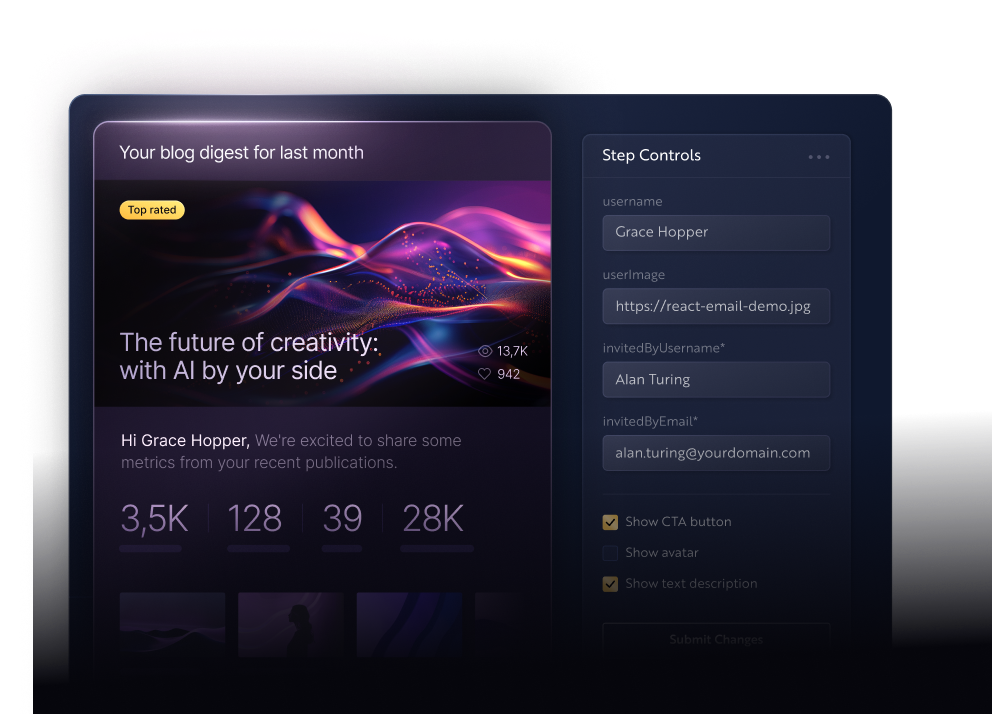 Your blog digest for last month
Top rated
The future of creativity:
with AI by your side
13,7K
942
Hi Grace Hopper, We're excited to share some
metrics from your recent publications.
3,5K
128
39
28K
Step Controls
username
Grace Hopper
userImage
https://react-email-demo.jpg
invitedByUsername*
Alan Turing
invitedByEmail*
alan.turing@yourdomain.com
Show CTA button
Show avatar
Show text description
Submit Changes